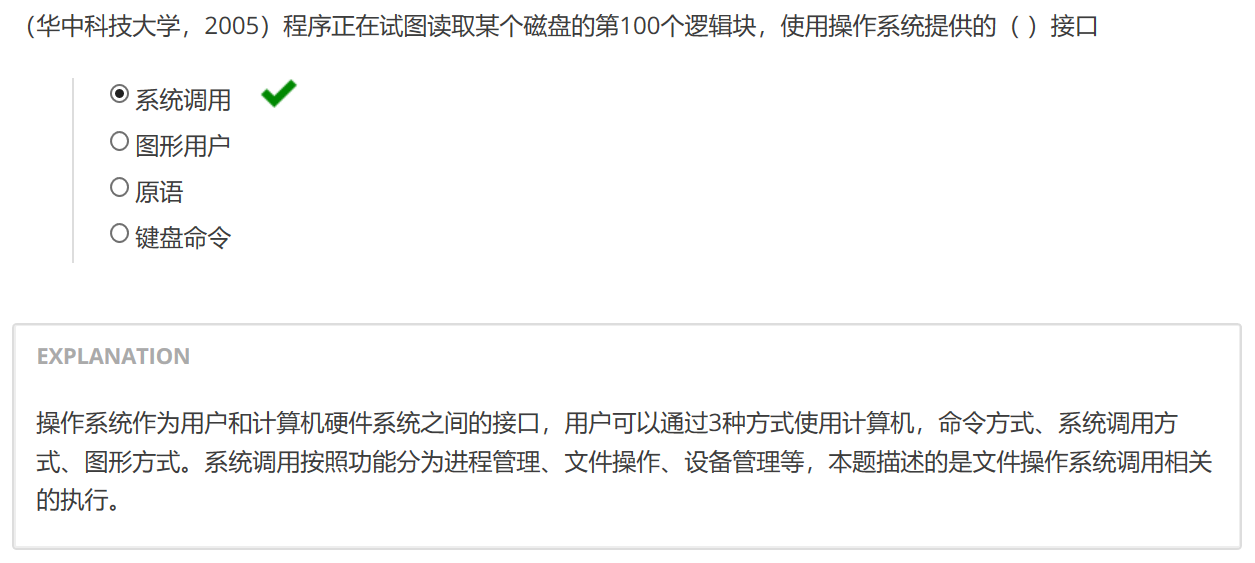 （华中科技大学，2005）程序正在试图读取某个磁盘的第100个逻辑块，使用操作系统提供的（ ）接口
系统调用
图形用户
原语
键盘命令
EXPLANATION
操作系统作为用户和计算机硬件系统之间的接口，用户可以通过3种方式使用计算机，命令方式、系统调用方
式、图形方式。系统调用按照功能分为进程管理、文件操作、设备管理等，本题描述的是文件操作系统调用相关
的执行。